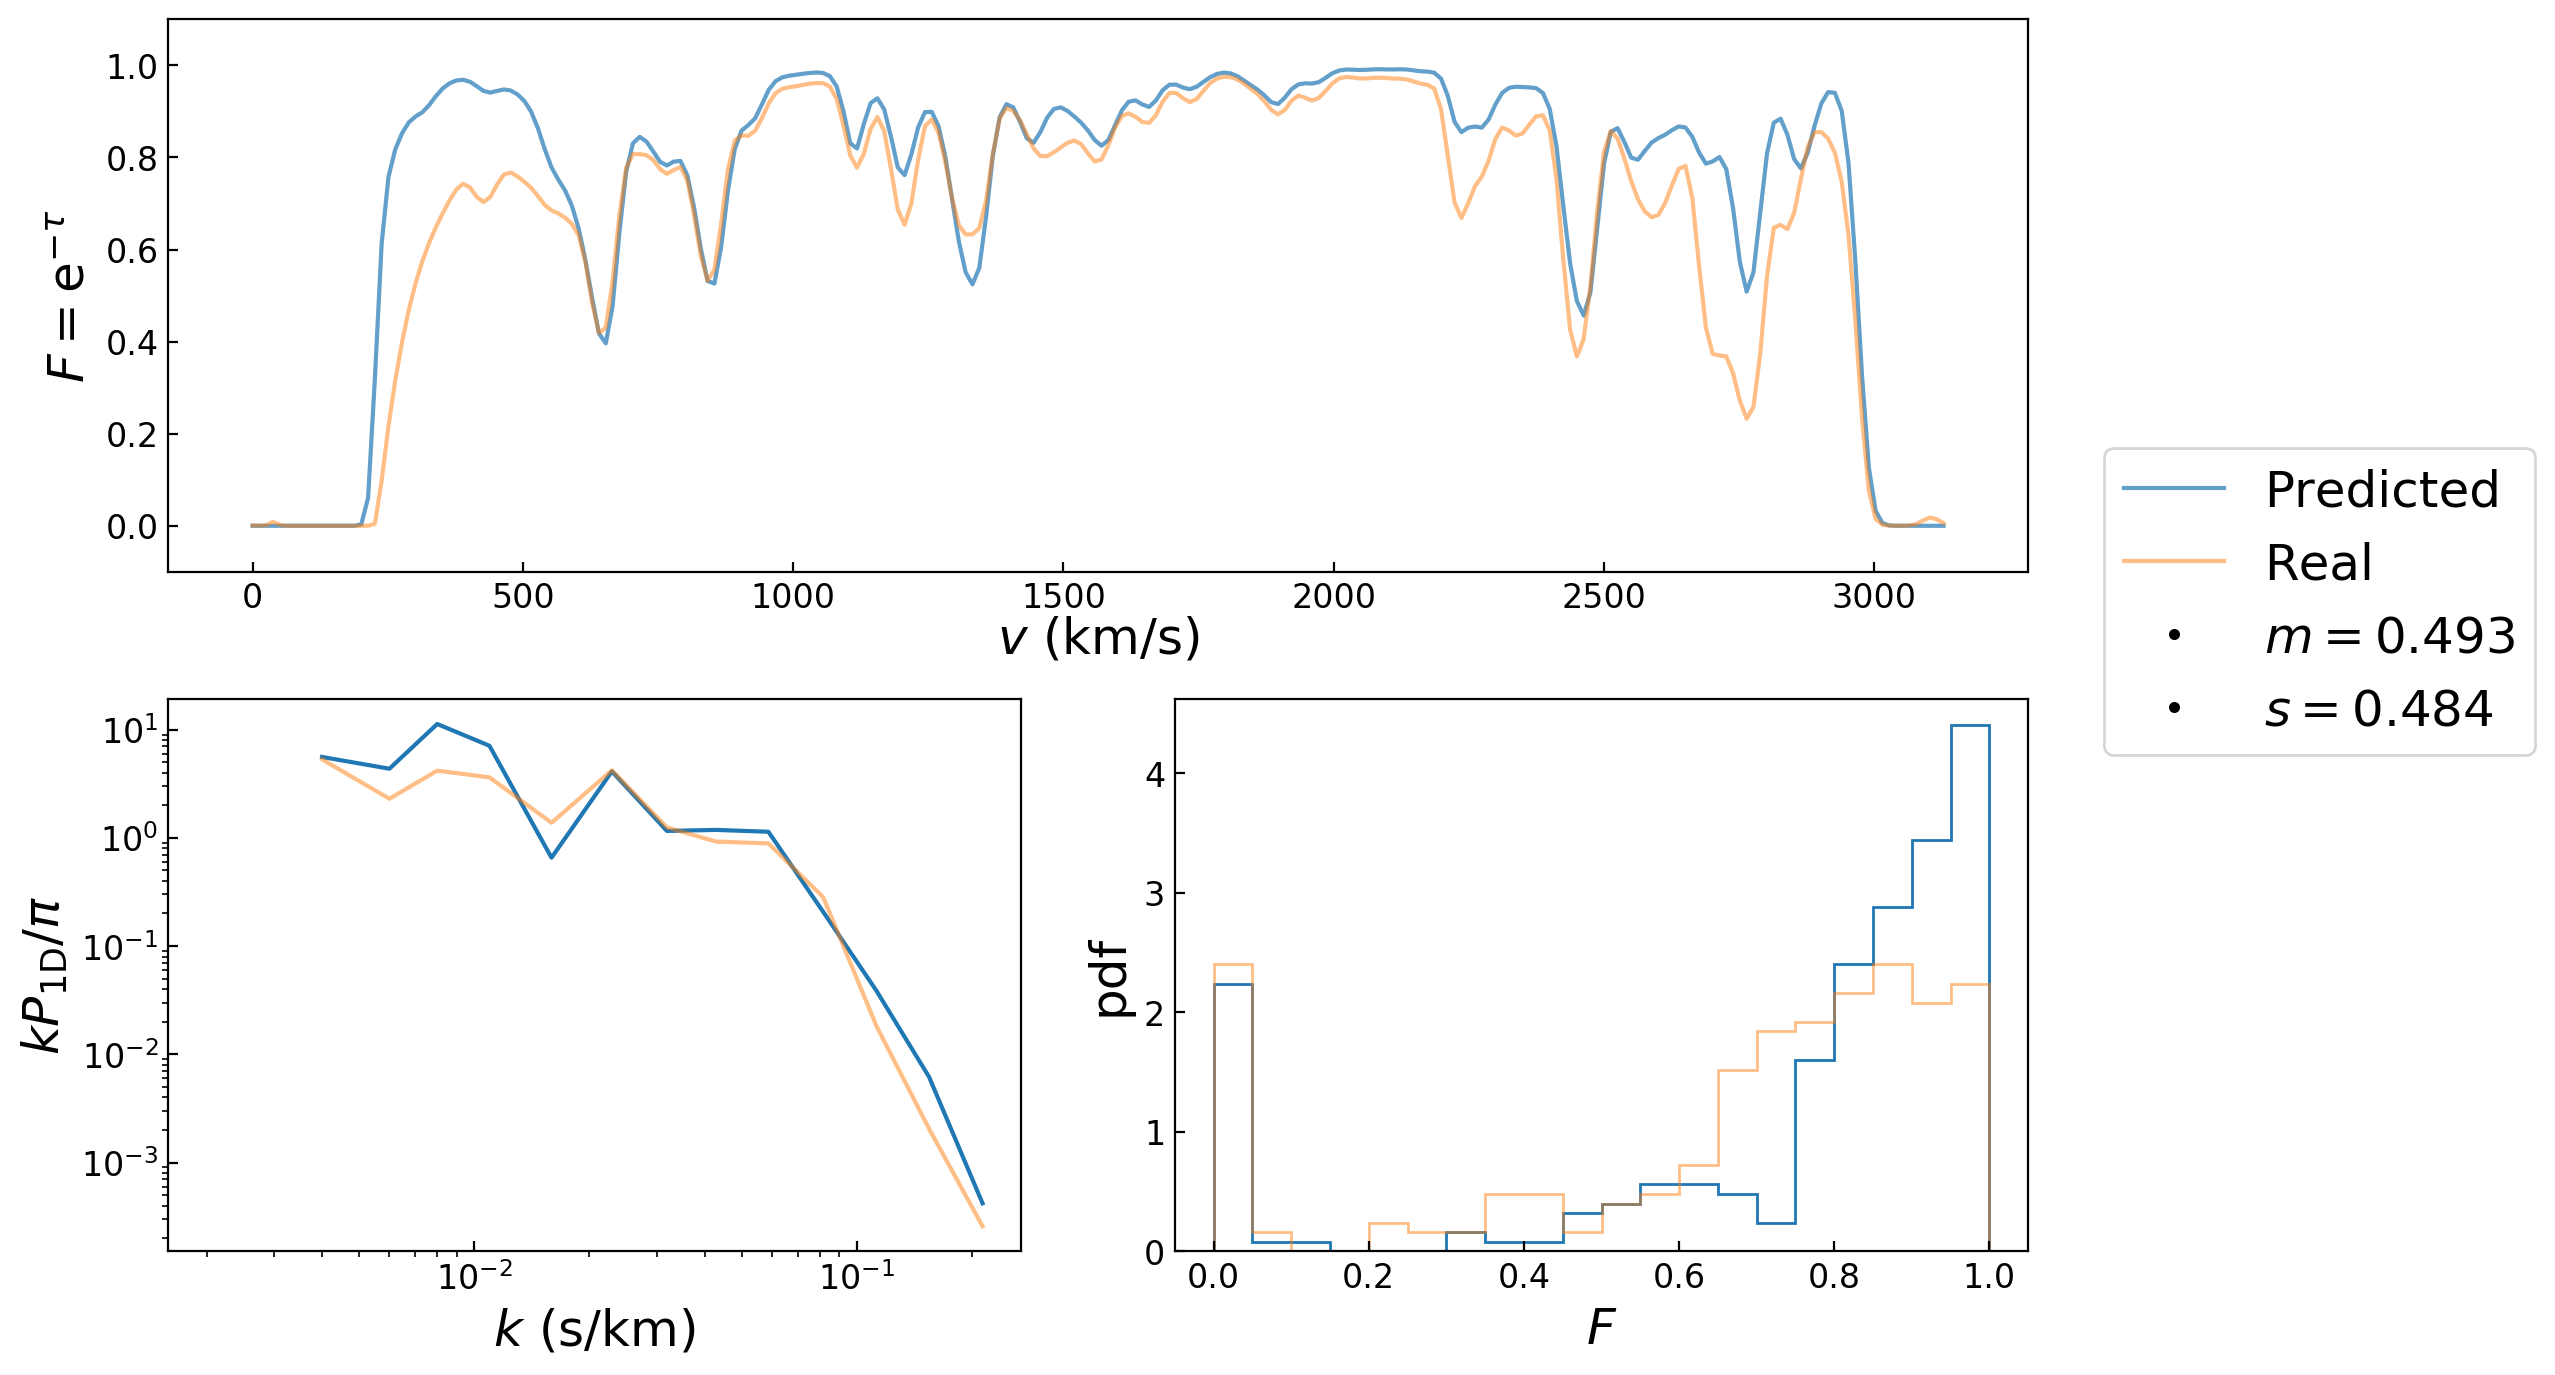 F = e^{-τ}
1.0
0.8
0.6
0.4
0.2
0.0
0 500 1000 1500 2000 2500 3000
v (km/s)
Predicted
Real
m = 0.493
s = 0.484
kP_{1D}/π
10^1
10^0
10^{-1}
10^{-2}
10^{-3}
10^{-2} 10^{-1}
k (s/km)
pdf
4
3
2
1
0
0.0 0.2 0.4 0.6 0.8 1.0
F